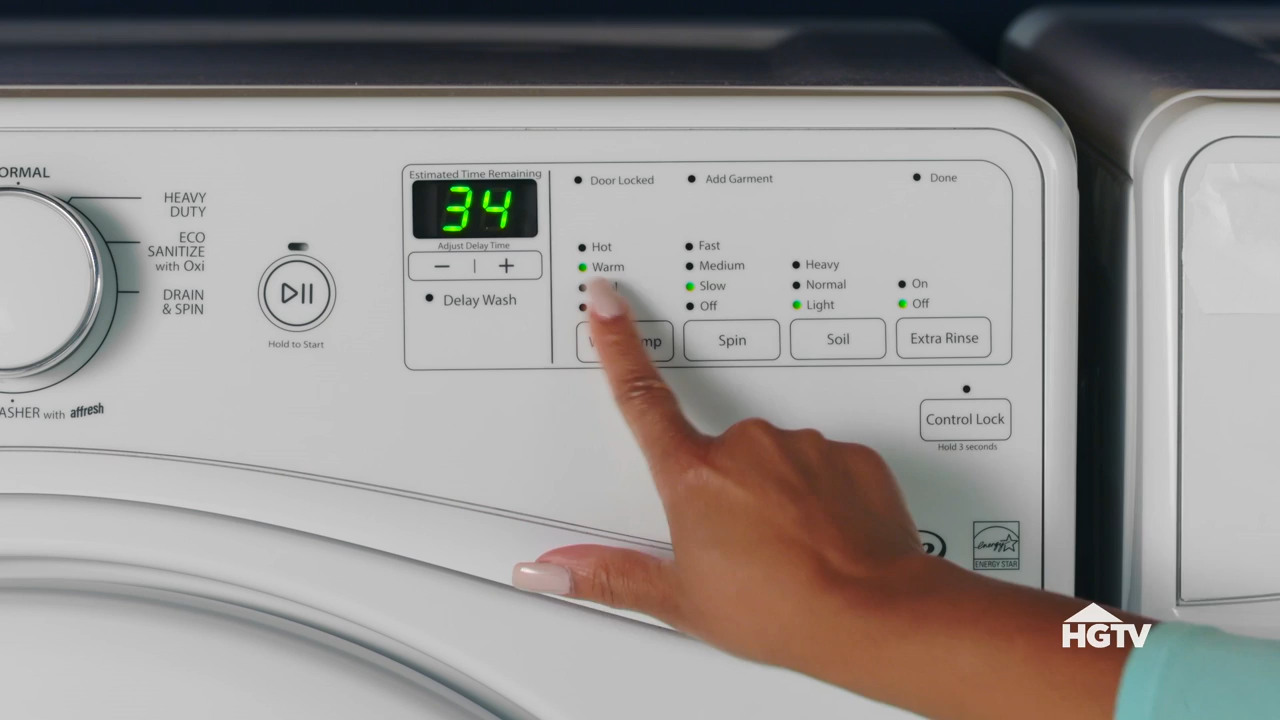 ORMAL
HEAVY
DUTY
ECO
SANITIZE
with Oxi
DRAIN
& SPIN
ASHER with affresh
Hold to Start
Estimated Time Remaining
34
Adjust Delay Time
− | +
Delay Wash
Door Locked
Add Garment
Done
Hot
Warm
Fast
Medium
Slow
Off
Spin
Heavy
Normal
Light
Soil
On
Off
Extra Rinse
Control Lock
Hold 3 seconds
energy
ENERGY STAR
HGTV